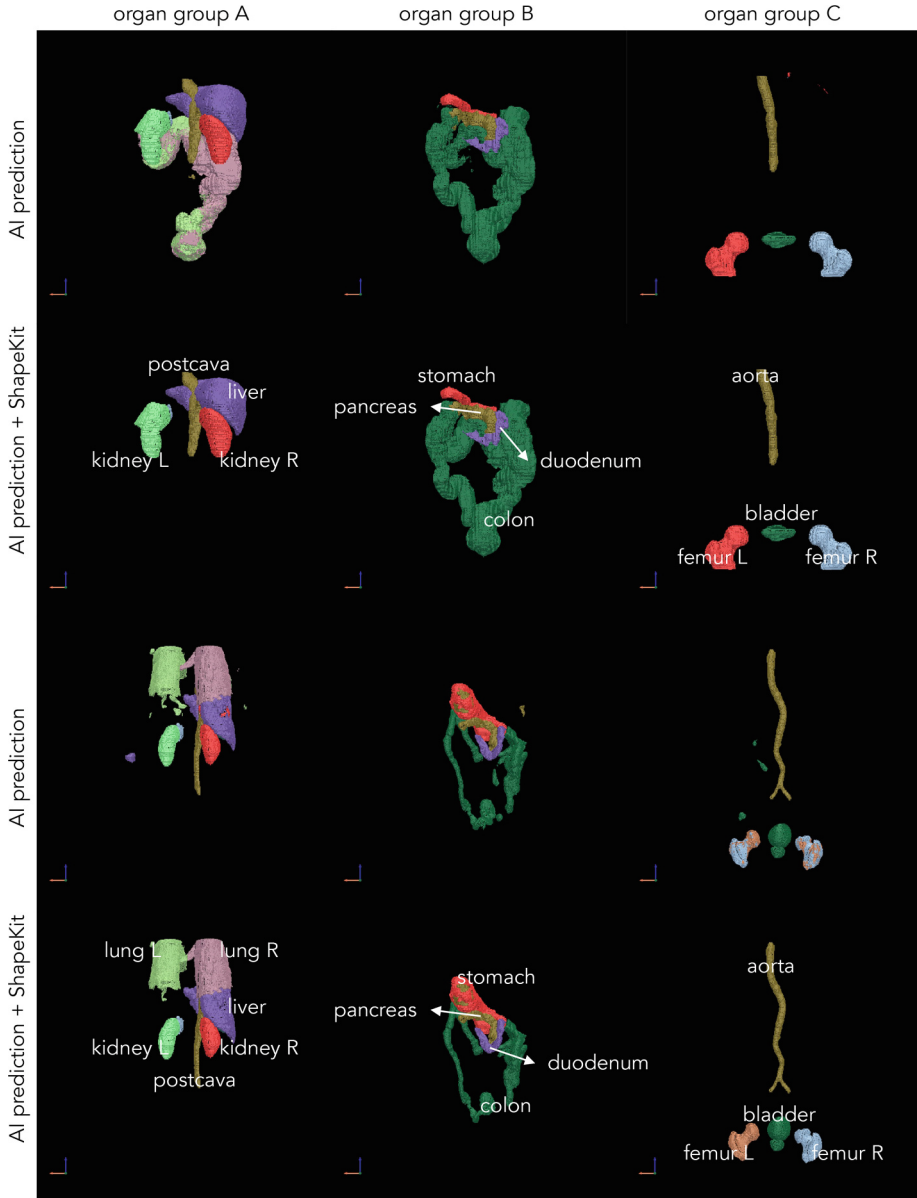 organ group A
organ group B
organ group C
AI prediction
AI prediction + ShapeKit
postcava
liver
kidney L
kidney R
stomach
pancreas
duodenum
colon
aorta
bladder
femur L
femur R
AI prediction
AI prediction + ShapeKit
lung L
lung R
liver
kidney L
kidney R
postcava
stomach
pancreas
duodenum
colon
aorta
bladder
femur L
femur R